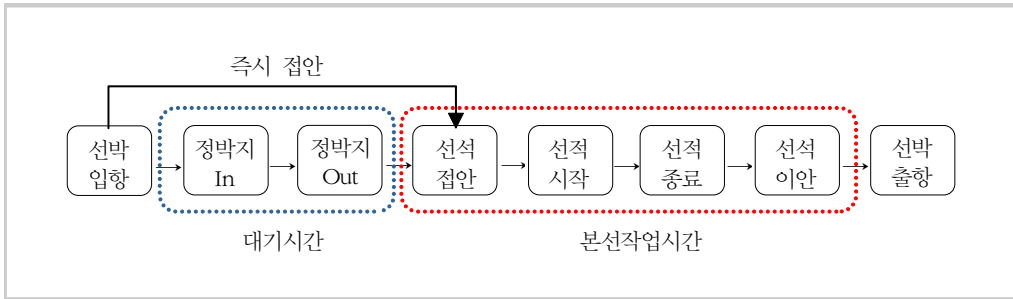 즉시 접안
선박
입항
정박지
In
정박지
Out
선석
접안
선적
시작
선적
종료
선석
이안
선박
출항
대기시간
본선작업시간